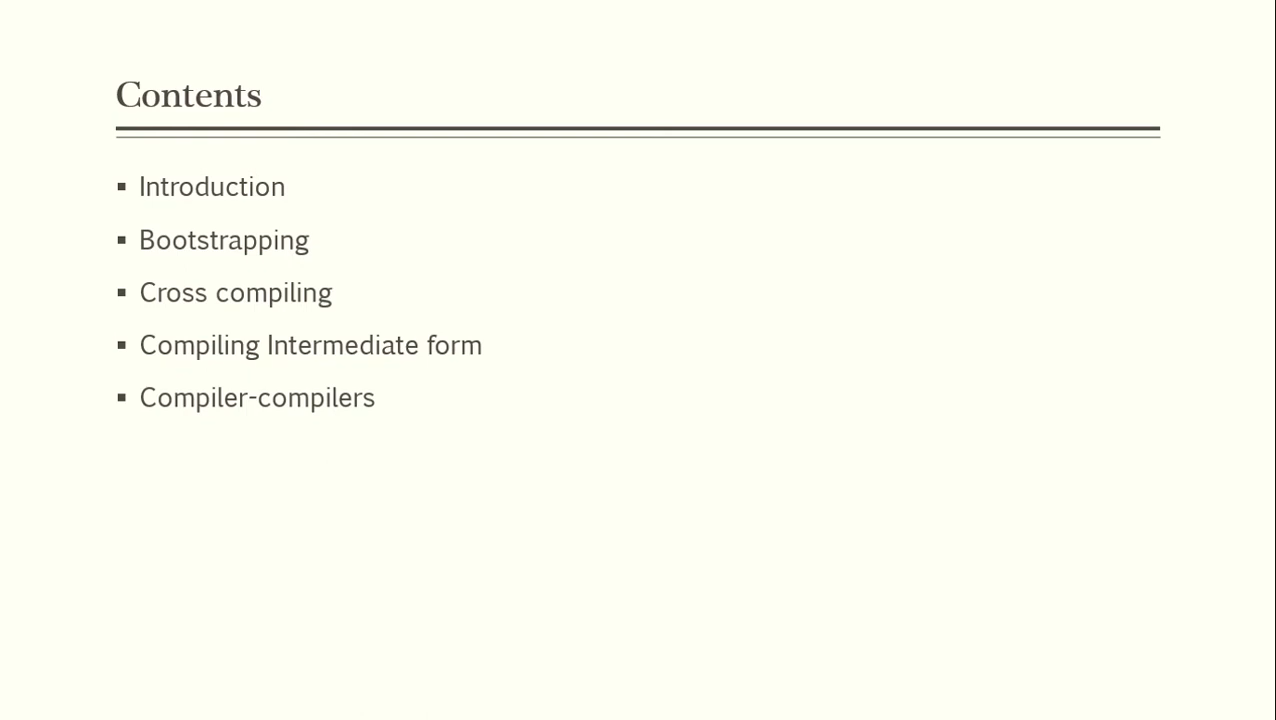 Contents
▪ Introduction
▪ Bootstrapping
▪ Cross compiling
▪ Compiling Intermediate form
▪ Compiler-compilers